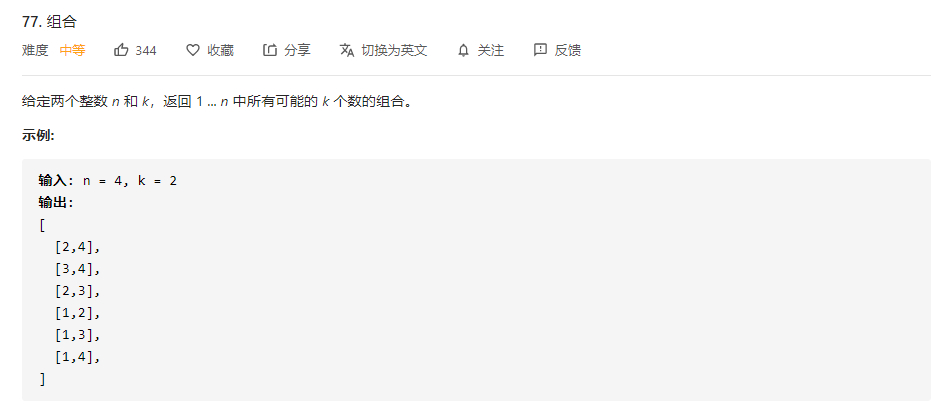 77. 组合
难度 中等 344 收藏 分享 切换为英文 关注 反馈
给定两个整数 n 和 k，返回 1 ... n 中所有可能的 k 个数的组合。
示例:
输入: n = 4, k = 2
输出:
[
  [2,4],
  [3,4],
  [2,3],
  [1,2],
  [1,3],
  [1,4],
]